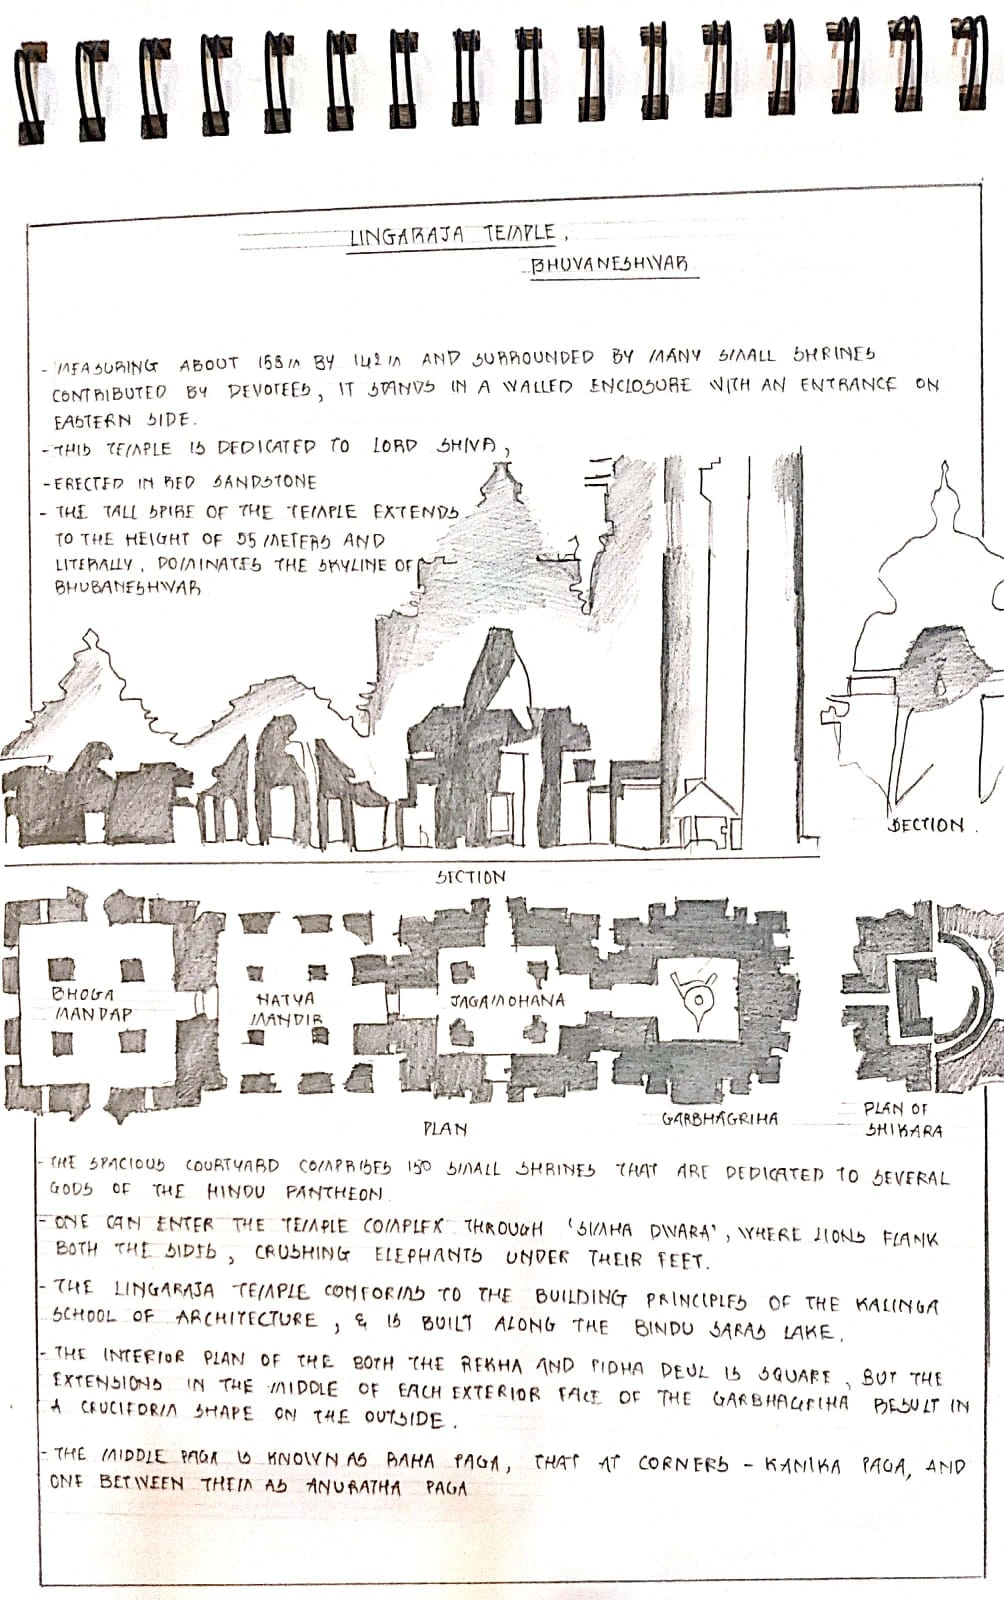 LINGARAJA TEMPLE,
BHUVANESHWAR
- MEASURING ABOUT 158m BY 142m AND SURROUNDED BY MANY SMALL SHRINES
CONTRIBUTED BY DEVOTEES, IT STANDS IN A WALLED ENCLOSURE WITH AN ENTRANCE ON
EASTERN SIDE.
- THIS TEMPLE IS DEDICATED TO LORD SHIVA,
- ERECTED IN RED SANDSTONE
- THE TALL SPIRE OF THE TEMPLE EXTENDS
TO THE HEIGHT OF 55 METERS AND
LITERALLY, DOMINATES THE SKYLINE OF
BHUBANESHWAR
SECTION.
SECTION
BHOGA
MANDAP
NATYA
MANDIR
JAGAMOHANA
GARBHAGRIHA
PLAN OF
SHIKARA
PLAN
- THE SPACIOUS COURTYARD COMPRISES 150 SMALL SHRINES THAT ARE DEDICATED TO SEVERAL
GODS OF THE HINDU PANTHEON.
- ONE CAN ENTER THE TEMPLE COMPLEX THROUGH 'SIMHA DWARA', WHERE LIONS FLANK
BOTH THE SIDES, CRUSHING ELEPHANTS UNDER THEIR FEET.
- THE LINGARAJA TEMPLE CONFORMS TO THE BUILDING PRINCIPLES OF THE KALINGA
SCHOOL OF ARCHITECTURE, & IS BUILT ALONG THE BINDU SARAS LAKE.
- THE INTERIOR PLAN OF THE BOTH THE REKHA AND PIDHA DEUL IS SQUARE, BUT THE
EXTENSIONS IN THE MIDDLE OF EACH EXTERIOR FACE OF THE GARBHAGRIHA RESULT IN
A CRUCIFORM SHAPE ON THE OUTSIDE.
- THE MIDDLE PAGA IS KNOWN AS RAHA PAGA, THAT AT CORNERS - KANIKA PAGA, AND
ONE BETWEEN THEM AS ANURATHA PAGA